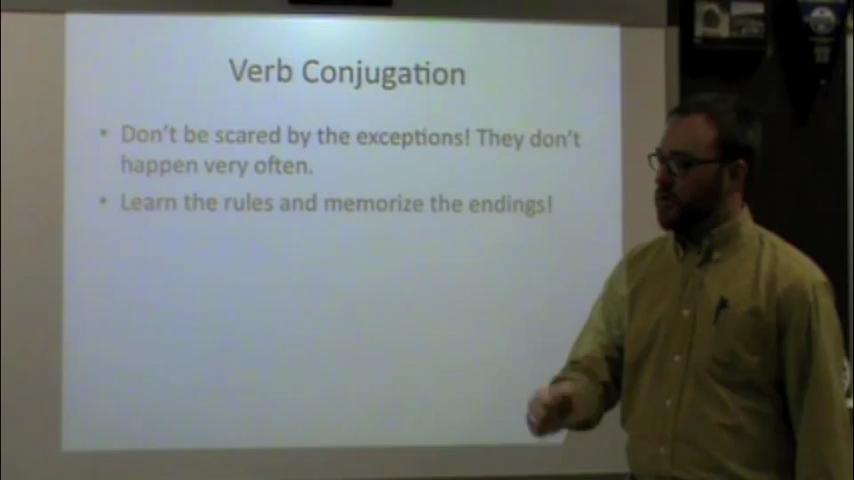 Verb Conjugation
• Don't be scared by the exceptions! They don't
happen very often.
• Learn the rules and memorize the endings!